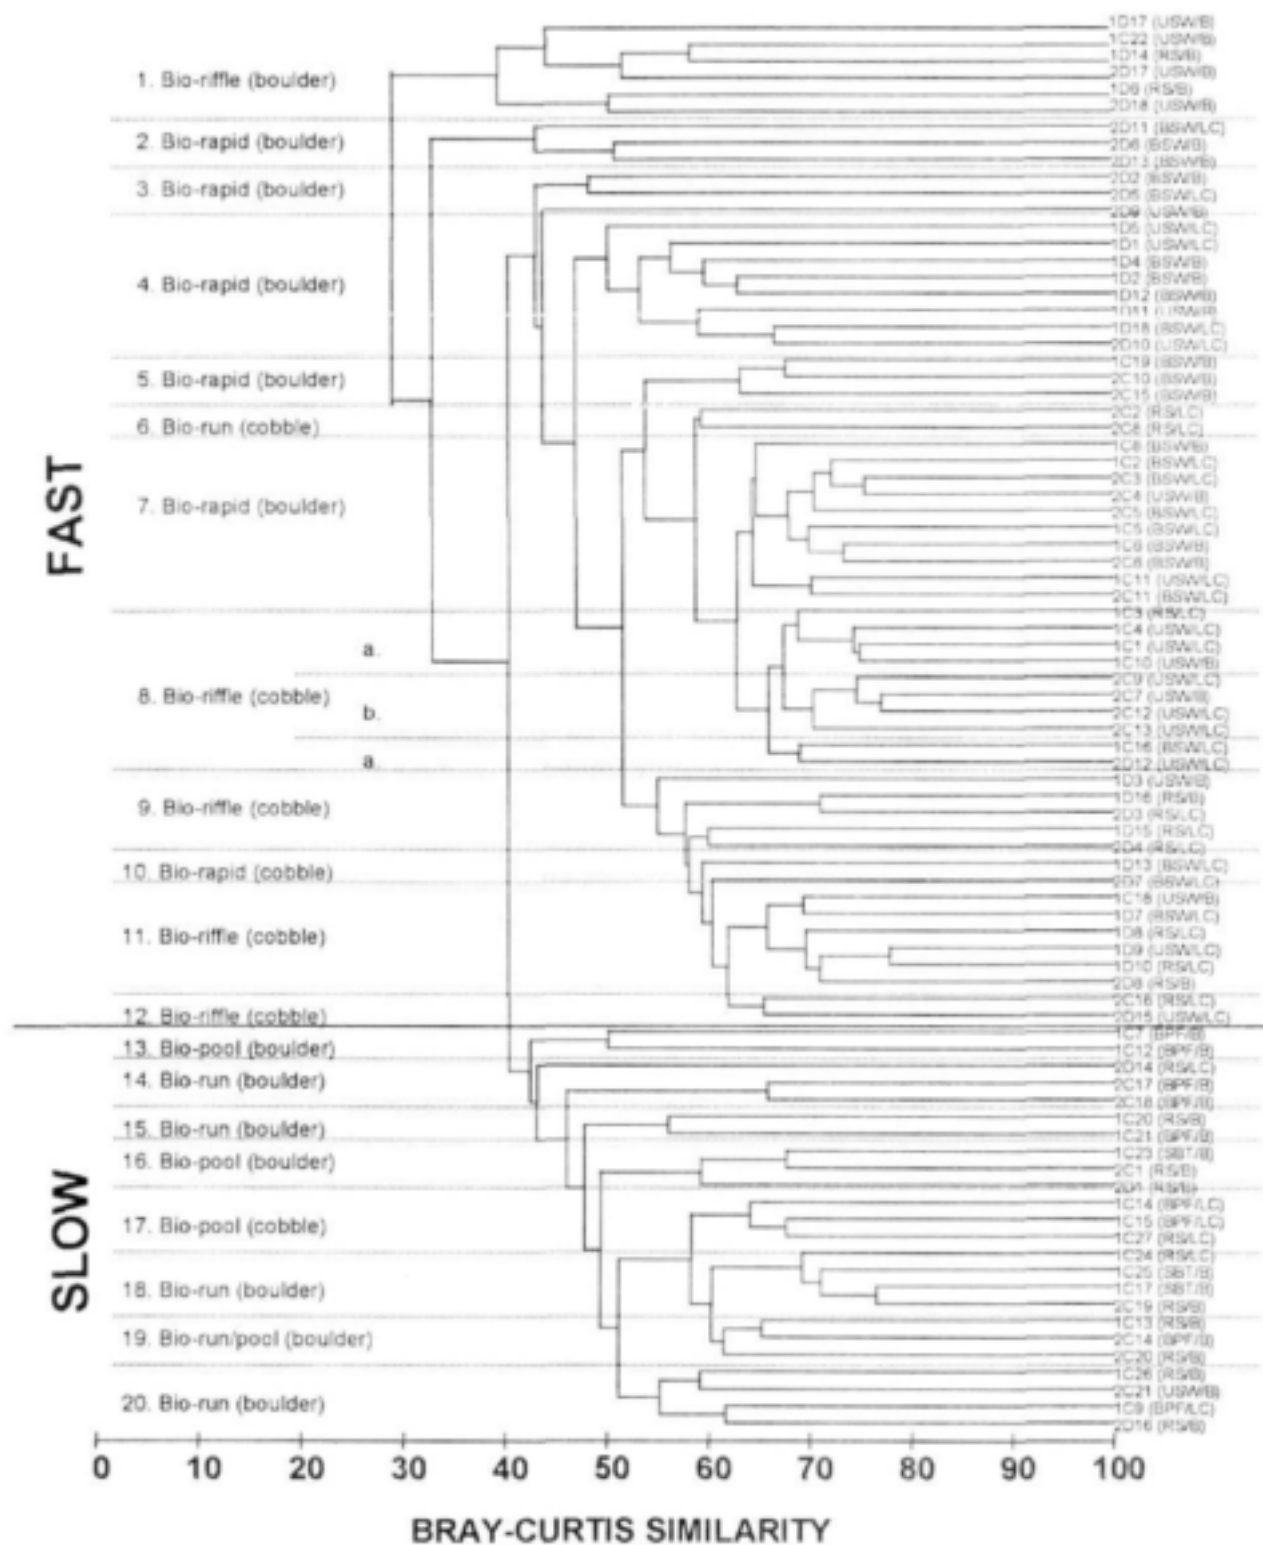 1D17 (USW/B)
1C22 (USW/B)
1D14 (RS/B)
2D17 (USW/B)
1. Bio-riffle (boulder)
1D6 (RS/B)
2D18 (USW/B)
2D11 (BSW/LC)
2. Bio-rapid (boulder)
2D6 (BSW/B)
2D13 (BSW/B)
2D2 (BSW/B)
3. Bio-rapid (boulder)
2D5 (BSW/LC)
2D9 (USW/B)
1D5 (USW/LC)
1D1 (USW/LC)
1D4 (BSW/B)
1D2 (BSW/B)
4. Bio-rapid (boulder)
1D12 (BSW/B)
1D11 (USW/B)
1D18 (BSW/LC)
2D10 (USW/LC)
1C19 (BSW/B)
5. Bio-rapid (boulder)
2C10 (BSW/B)
2C15 (BSW/B)
2C2 (RS/LC)
6. Bio-run (cobble)
2C8 (RS/LC)
1C8 (BSW/B)
1C2 (BSW/LC)
2C3 (BSW/LC)
2C4 (USW/B)
7. Bio-rapid (boulder)
2C5 (BSW/LC)
FAST
1C5 (BSW/LC)
1C6 (BSW/B)
2C6 (BSW/B)
1C11 (USW/LC)
2C11 (BSW/LC)
1C3 (RS/LC)
1C4 (USW/LC)
a.
1C1 (USW/LC)
1C10 (USW/B)
2C9 (USW/LC)
8. Bio-riffle (cobble)
2C7 (USW/B)
b.
2C12 (USW/LC)
2C13 (USW/LC)
1C16 (BSW/LC)
a.
2D12 (USW/LC)
1D3 (USW/B)
1D16 (RS/B)
9. Bio-riffle (cobble)
2D3 (RS/LC)
1D15 (RS/LC)
2D4 (RS/LC)
1D13 (BSW/LC)
10. Bio-rapid (cobble)
2D7 (BSW/LC)
1C18 (USW/B)
1D7 (BSW/LC)
1D8 (RS/LC)
11. Bio-riffle (cobble)
1D9 (USW/LC)
1D10 (RS/LC)
2D8 (RS/B)
2C16 (RS/LC)
12. Bio-riffle (cobble)
2D15 (USW/LC)
1C7 (BPF/B)
13. Bio-pool (boulder)
1C12 (BPF/B)
2D14 (RS/LC)
14. Bio-run (boulder)
2C17 (BPF/B)
2C18 (BPF/B)
1C20 (RS/B)
15. Bio-run (boulder)
1C21 (BPF/B)
1C23 (SBT/B)
16. Bio-pool (boulder)
2C1 (RS/B)
2D1 (RS/B)
1C14 (BPF/LC)
1C15 (BPF/LC)
17. Bio-pool (cobble)
1C27 (RS/LC)
SLOW
1C24 (RS/LC)
1C25 (SBT/B)
18. Bio-run (boulder)
1C17 (SBT/B)
2C19 (RS/B)
1C13 (RS/B)
19. Bio-run/pool (boulder)
2C14 (BPF/B)
2C20 (RS/B)
1C26 (RS/B)
2C21 (USW/B)
20. Bio-run (boulder)
1C9 (BPF/LC)
2D16 (RS/B)
0 10 20 30 40 50 60 70 80 90 100
BRAY-CURTIS SIMILARITY